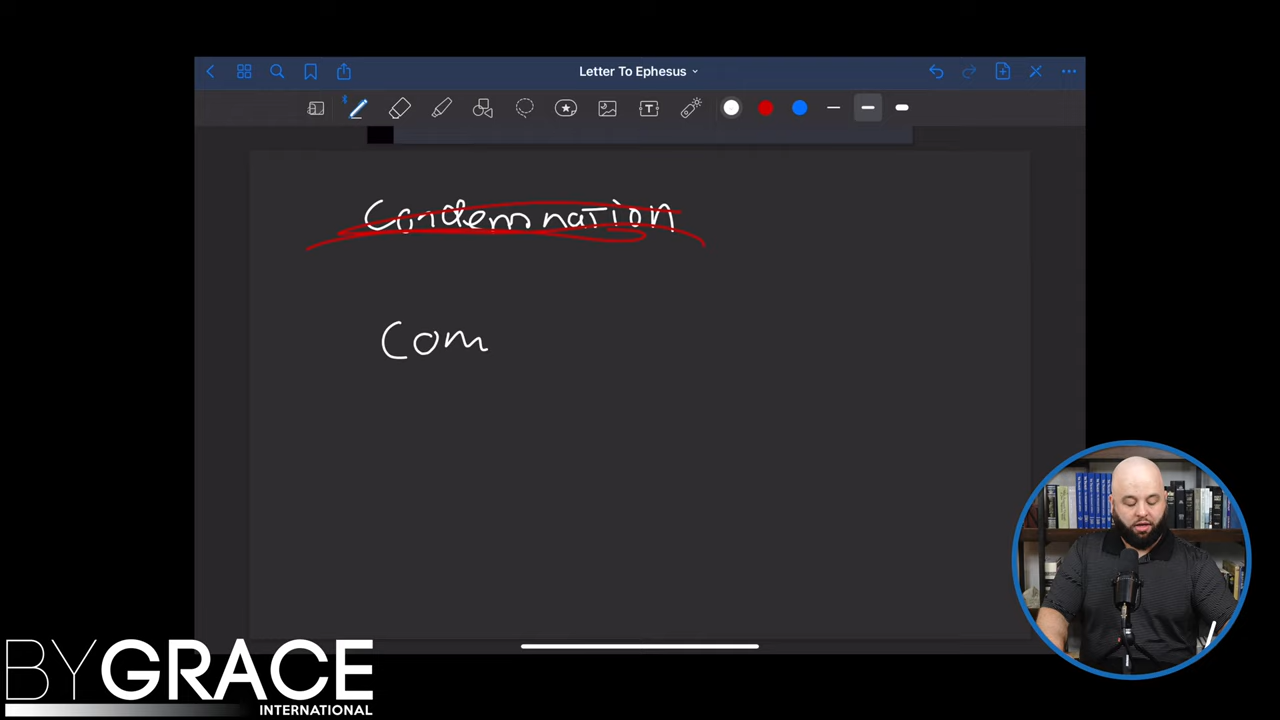 Letter To Ephesus
Condemnation
Com
BYGRACE
INTERNATIONAL